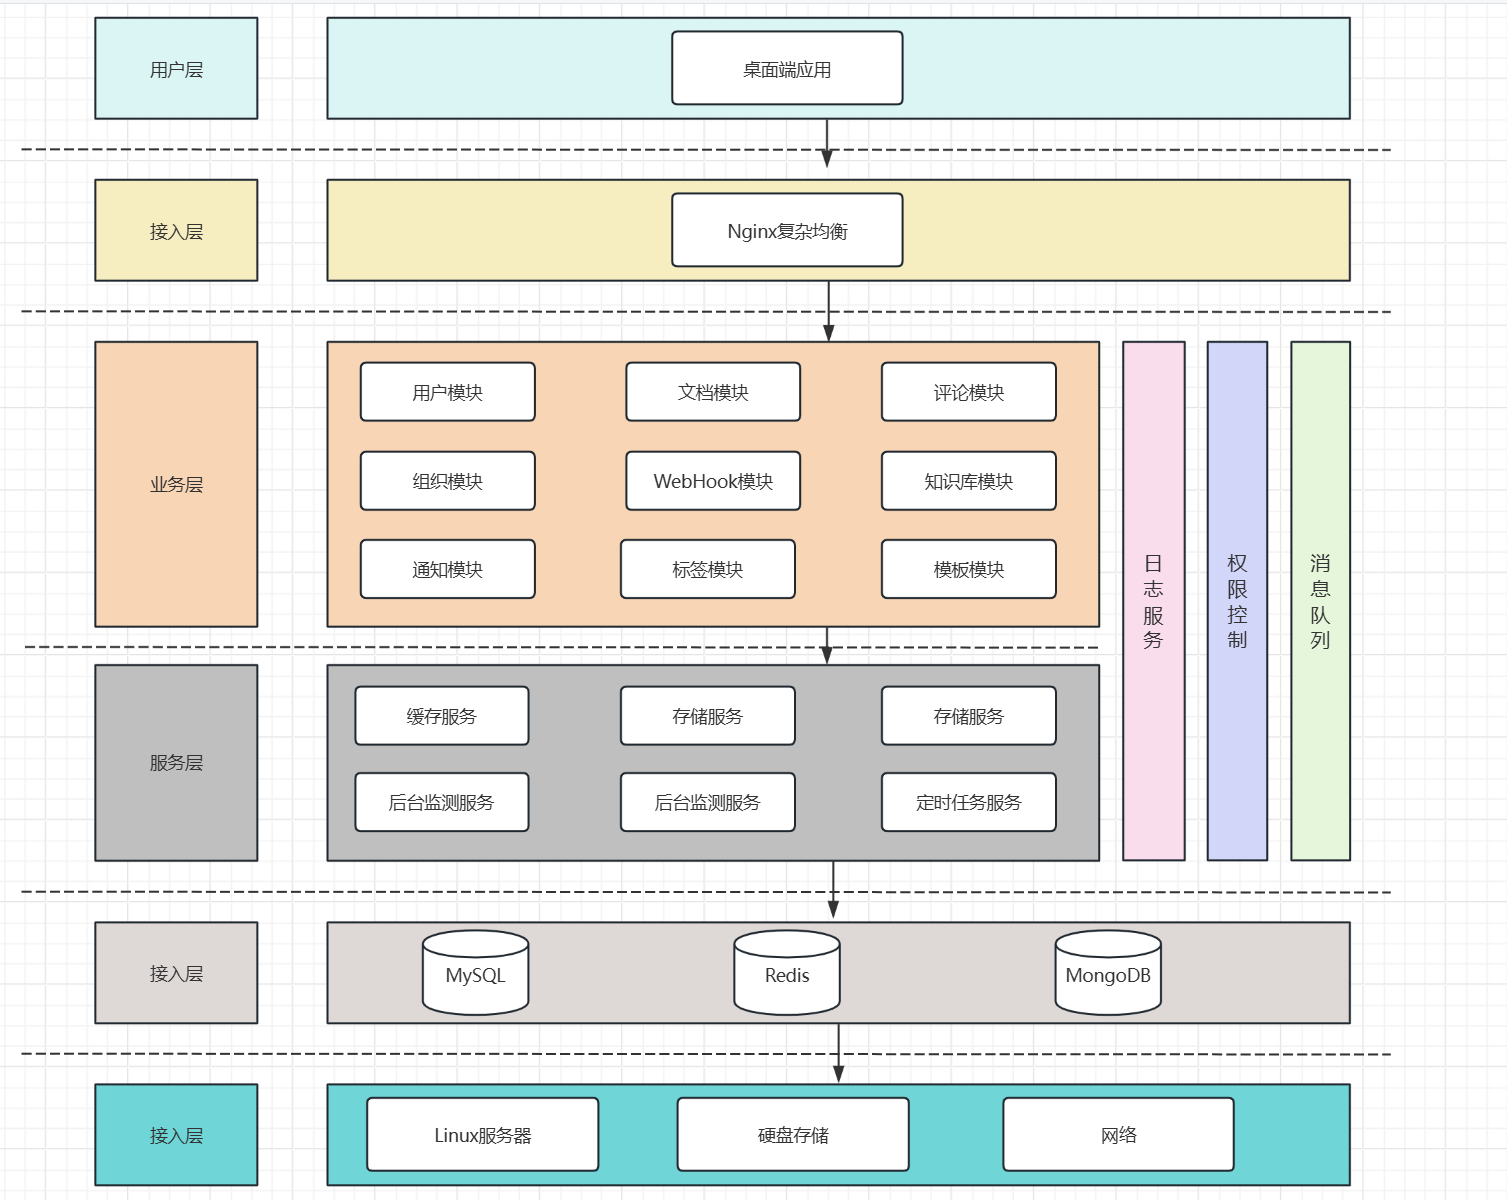 用户层
桌面端应用
接入层
Nginx复杂均衡
业务层
用户模块
文档模块
评论模块
组织模块
WebHook模块
知识库模块
通知模块
标签模块
模板模块
日志服务
权限控制
消息队列
服务层
缓存服务
存储服务
存储服务
后台监测服务
后台监测服务
定时任务服务
接入层
MySQL
Redis
MongoDB
接入层
Linux服务器
硬盘存储
网络